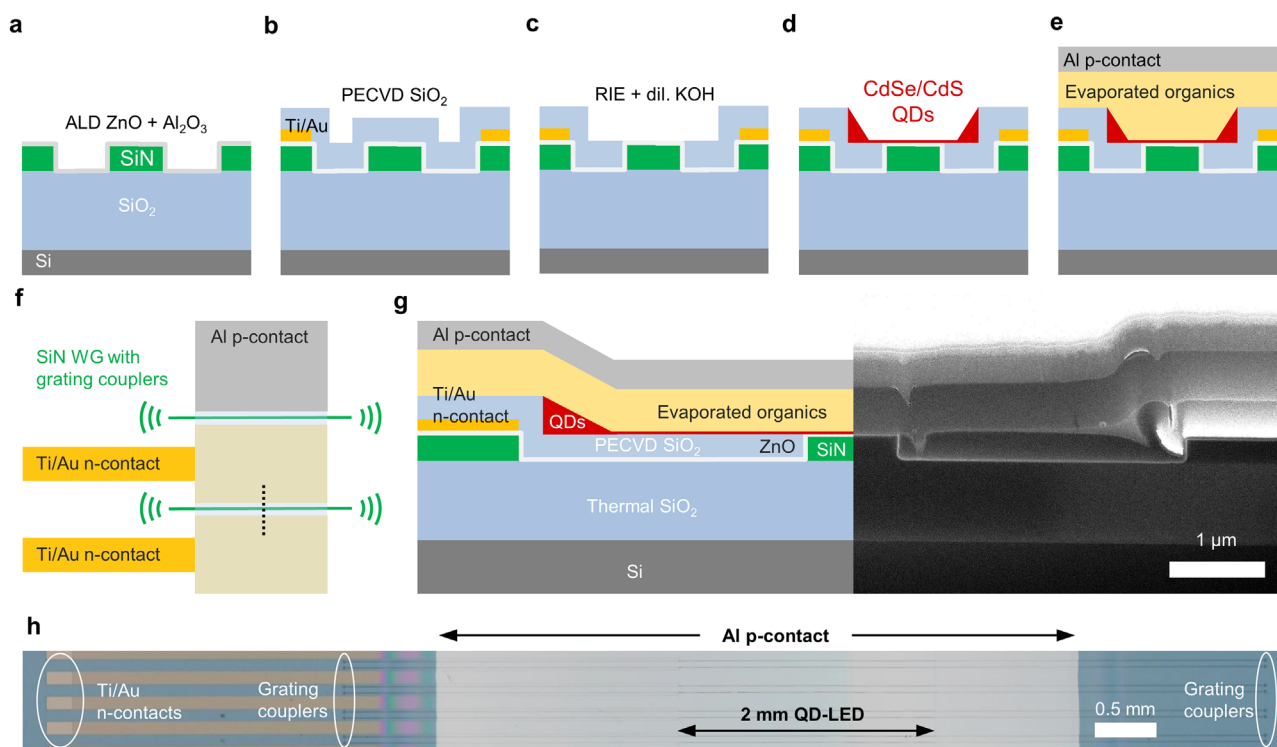 a
ALD ZnO + Al₂O₃
SiN
SiO₂
Si
b
PECVD SiO₂
Ti/Au
c
RIE + dil. KOH
d
CdSe/CdS
QDs
e
Al p-contact
Evaporated organics
f
Al p-contact
SiN WG with
grating couplers
Ti/Au n-contact
Ti/Au n-contact
g
Al p-contact
Ti/Au
n-contact
QDs
Evaporated organics
PECVD SiO₂
ZnO
SiN
Thermal SiO₂
Si
1 µm
h
Al p-contact
Ti/Au
n-contacts
Grating
couplers
2 mm QD-LED
0.5 mm
Grating
couplers